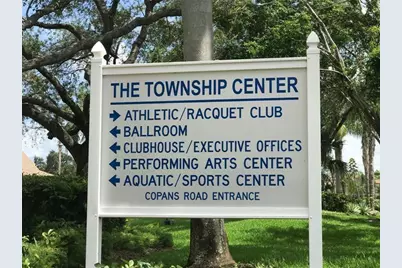 THE TOWNSHIP CENTER
→ ATHLETIC/RACQUET CLUB
← BALLROOM
← CLUBHOUSE/EXECUTIVE OFFICES
← PERFORMING ARTS CENTER
← AQUATIC/SPORTS CENTER
COPANS ROAD ENTRANCE